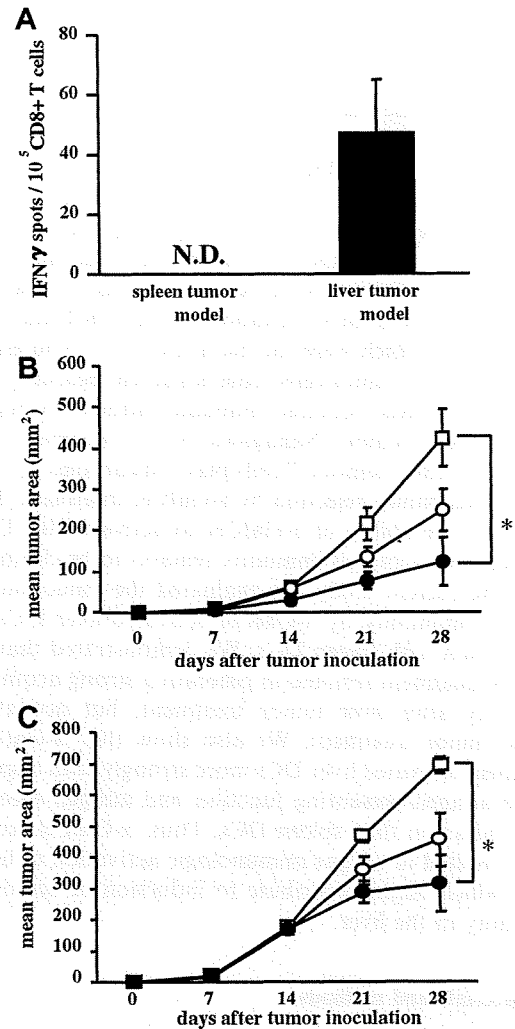 A
IFNγ spots / 10⁵ CD8+ T cells
80
60
40
20
0
N.D.
spleen tumor model
liver tumor model
B
mean tumor area (mm²)
600
500
400
300
200
100
0
*
0 7 14 21 28
days after tumor inoculation
C
mean tumor area (mm²)
800
700
600
500
400
300
200
100
0
*
0 7 14 21 28
days after tumor inoculation